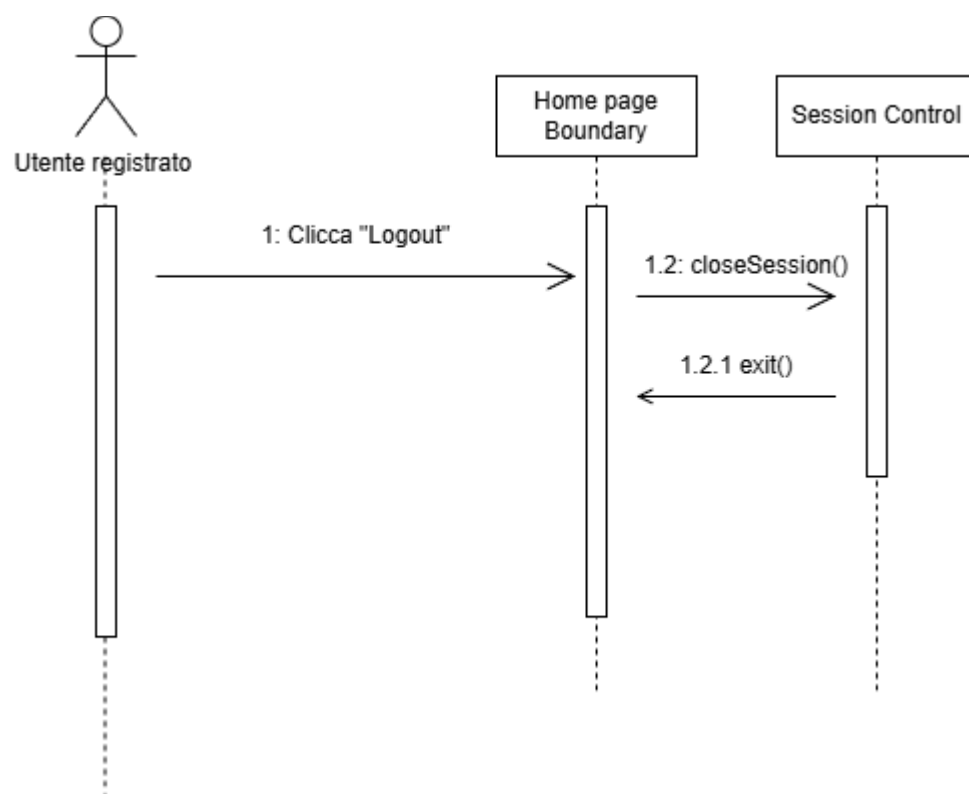 Home page
Boundary
Session Control
Utente registrato
1: Clicca "Logout"
1.2: closeSession()
1.2.1 exit()